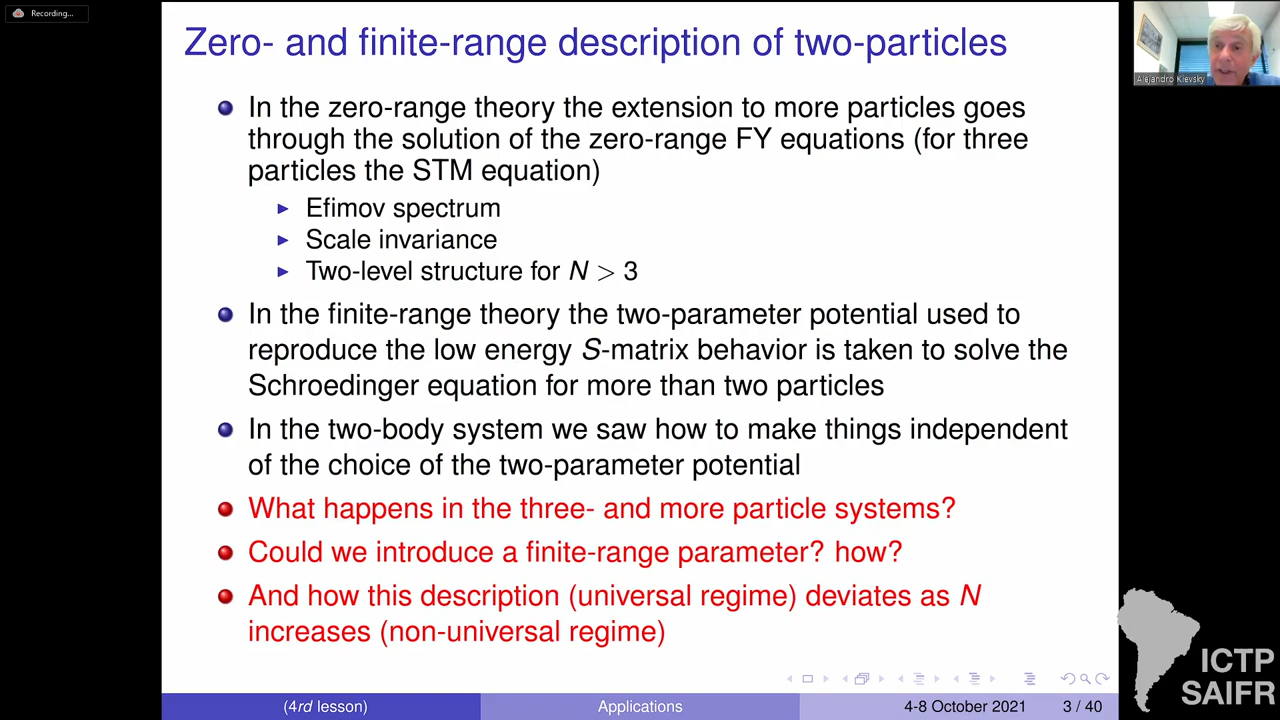 Recording...
Zero- and finite-range description of two-particles
Alejandro Kievsky
In the zero-range theory the extension to more particles goes
through the solution of the zero-range FY equations (for three
particles the STM equation)
Efimov spectrum
Scale invariance
Two-level structure for N > 3
In the finite-range theory the two-parameter potential used to
reproduce the low energy S-matrix behavior is taken to solve the
Schroedinger equation for more than two particles
In the two-body system we saw how to make things independent
of the choice of the two-parameter potential
What happens in the three- and more particle systems?
Could we introduce a finite-range parameter? how?
And how this description (universal regime) deviates as N
increases (non-universal regime)
ICTP
SAIFR
(4rd lesson) Applications 4-8 October 2021 3 / 40